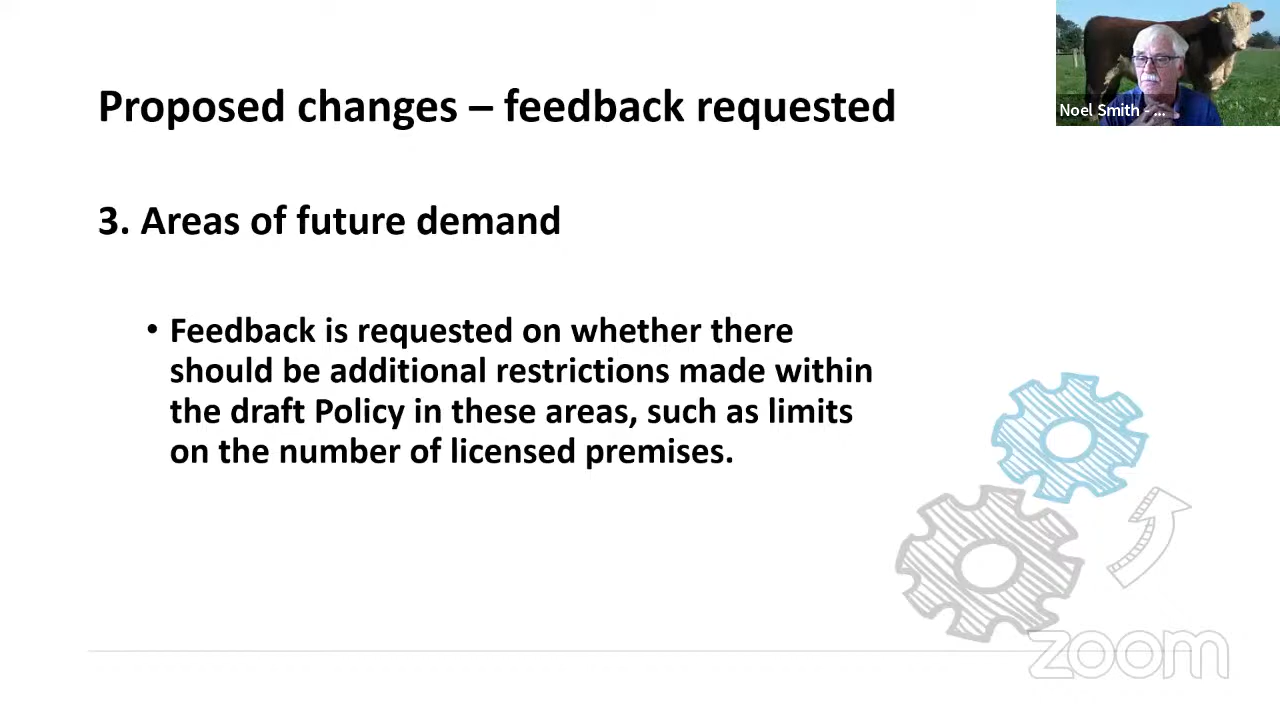 Proposed changes – feedback requested
Noel Smith - ...
3. Areas of future demand
• Feedback is requested on whether there
should be additional restrictions made within
the draft Policy in these areas, such as limits
on the number of licensed premises.
zoom